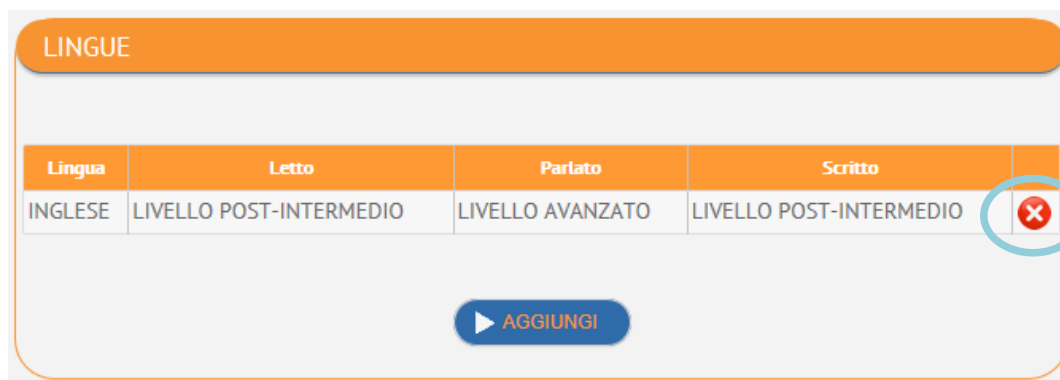 LINGUE
Lingua Letto Parlato Scritto
INGLESE LIVELLO POST-INTERMEDIO LIVELLO AVANZATO LIVELLO POST-INTERMEDIO
AGGIUNGI